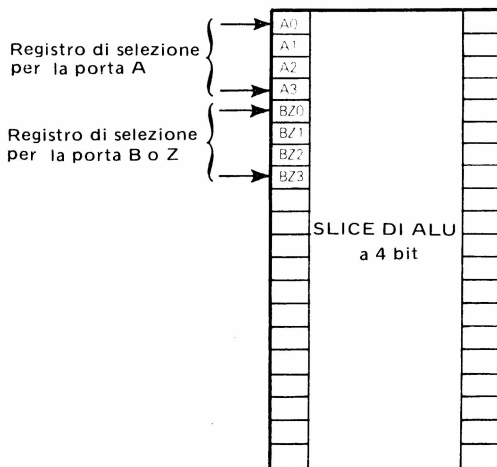 Registro di selezione
per la porta A
Registro di selezione
per la porta B o Z
A0
A1
A2
A3
BZ0
BZ1
BZ2
BZ3
SLICE DI ALU
a 4 bit